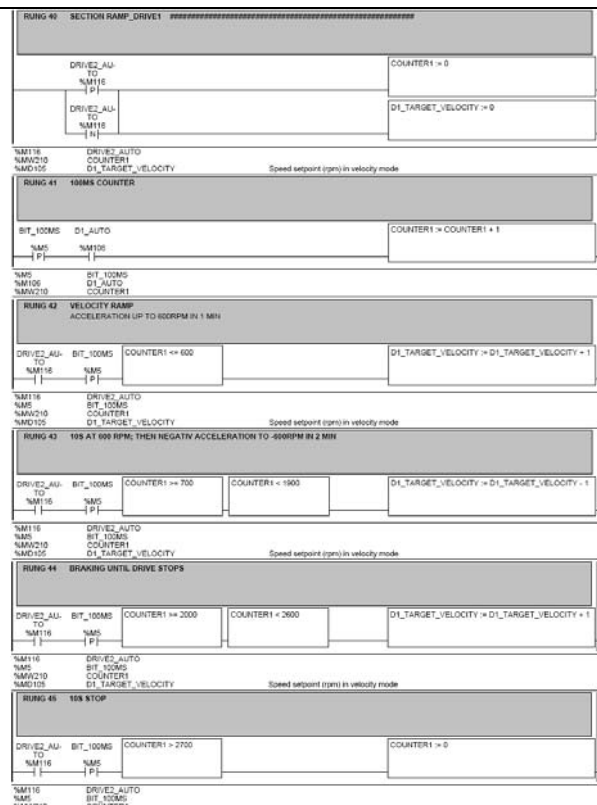 RUNG 40 SECTION RAMP_DRIVE1 ############################################################
DRIVE2_AU- COUNTER1 := 0
TO
%M116
P
DRIVE2_AU- D1_TARGET_VELOCITY := 0
TO
%M116
N
%M116 DRIVE2_AUTO
%MW210 COUNTER1
%MD105 D1_TARGET_VELOCITY Speed setpoint (rpm) in velocity mode
RUNG 41 100MS COUNTER
BIT_100MS D1_AUTO COUNTER1 := COUNTER1 + 1
%M5 %M106
P
%M5 BIT_100MS
%M106 D1_AUTO
%MW210 COUNTER1
RUNG 42 VELOCITY RAMP
ACCELERATION UP TO 600RPM IN 1 MIN
DRIVE2_AU- BIT_100MS COUNTER1 <= 600 D1_TARGET_VELOCITY := D1_TARGET_VELOCITY + 1
TO
%M116 %M5
P
%M116 DRIVE2_AUTO
%M5 BIT_100MS
%MW210 COUNTER1
%MD105 D1_TARGET_VELOCITY Speed setpoint (rpm) in velocity mode
RUNG 43 10S AT 600 RPM; THEN NEGATIV ACCELERATION TO -600RPM IN 2 MIN
DRIVE2_AU- BIT_100MS COUNTER1 >= 700 COUNTER1 < 1900 D1_TARGET_VELOCITY := D1_TARGET_VELOCITY - 1
TO
%M116 %M5
P
%M116 DRIVE2_AUTO
%M5 BIT_100MS
%MW210 COUNTER1
%MD105 D1_TARGET_VELOCITY Speed setpoint (rpm) in velocity mode
RUNG 44 BRAKING UNTIL DRIVE STOPS
DRIVE2_AU- BIT_100MS COUNTER1 >= 2000 COUNTER1 < 2600 D1_TARGET_VELOCITY := D1_TARGET_VELOCITY + 1
TO
%M116 %M5
P
%M116 DRIVE2_AUTO
%M5 BIT_100MS
%MW210 COUNTER1
%MD105 D1_TARGET_VELOCITY Speed setpoint (rpm) in velocity mode
RUNG 45 10S STOP
DRIVE2_AU- BIT_100MS COUNTER1 > 2700 COUNTER1 := 0
TO
%M116 %M5
P
%M116 DRIVE2_AUTO
%M5 BIT_100MS